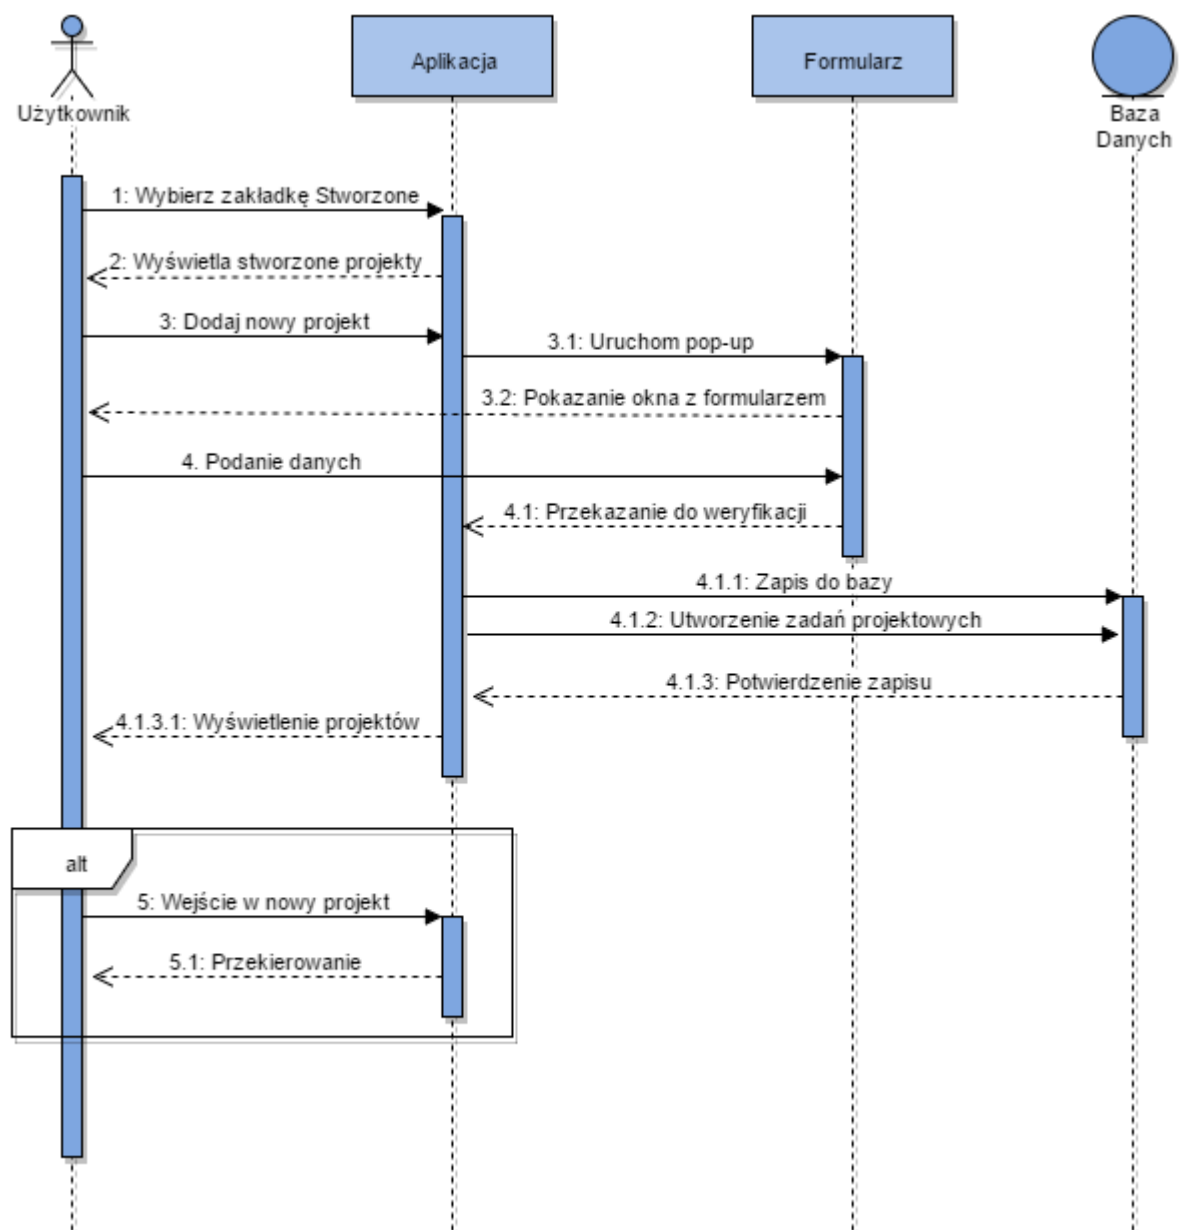 Użytkownik
Aplikacja
Formularz
Baza
Danych
1: Wybierz zakładkę Stworzone
2: Wyświetla stworzone projekty
3: Dodaj nowy projekt
3.1: Uruchom pop-up
3.2: Pokazanie okna z formularzem
4. Podanie danych
4.1: Przekazanie do weryfikacji
4.1.1: Zapis do bazy
4.1.2: Utworzenie zadań projektowych
4.1.3: Potwierdzenie zapisu
4.1.3.1: Wyświetlenie projektów
alt
5: Wejście w nowy projekt
5.1: Przekierowanie